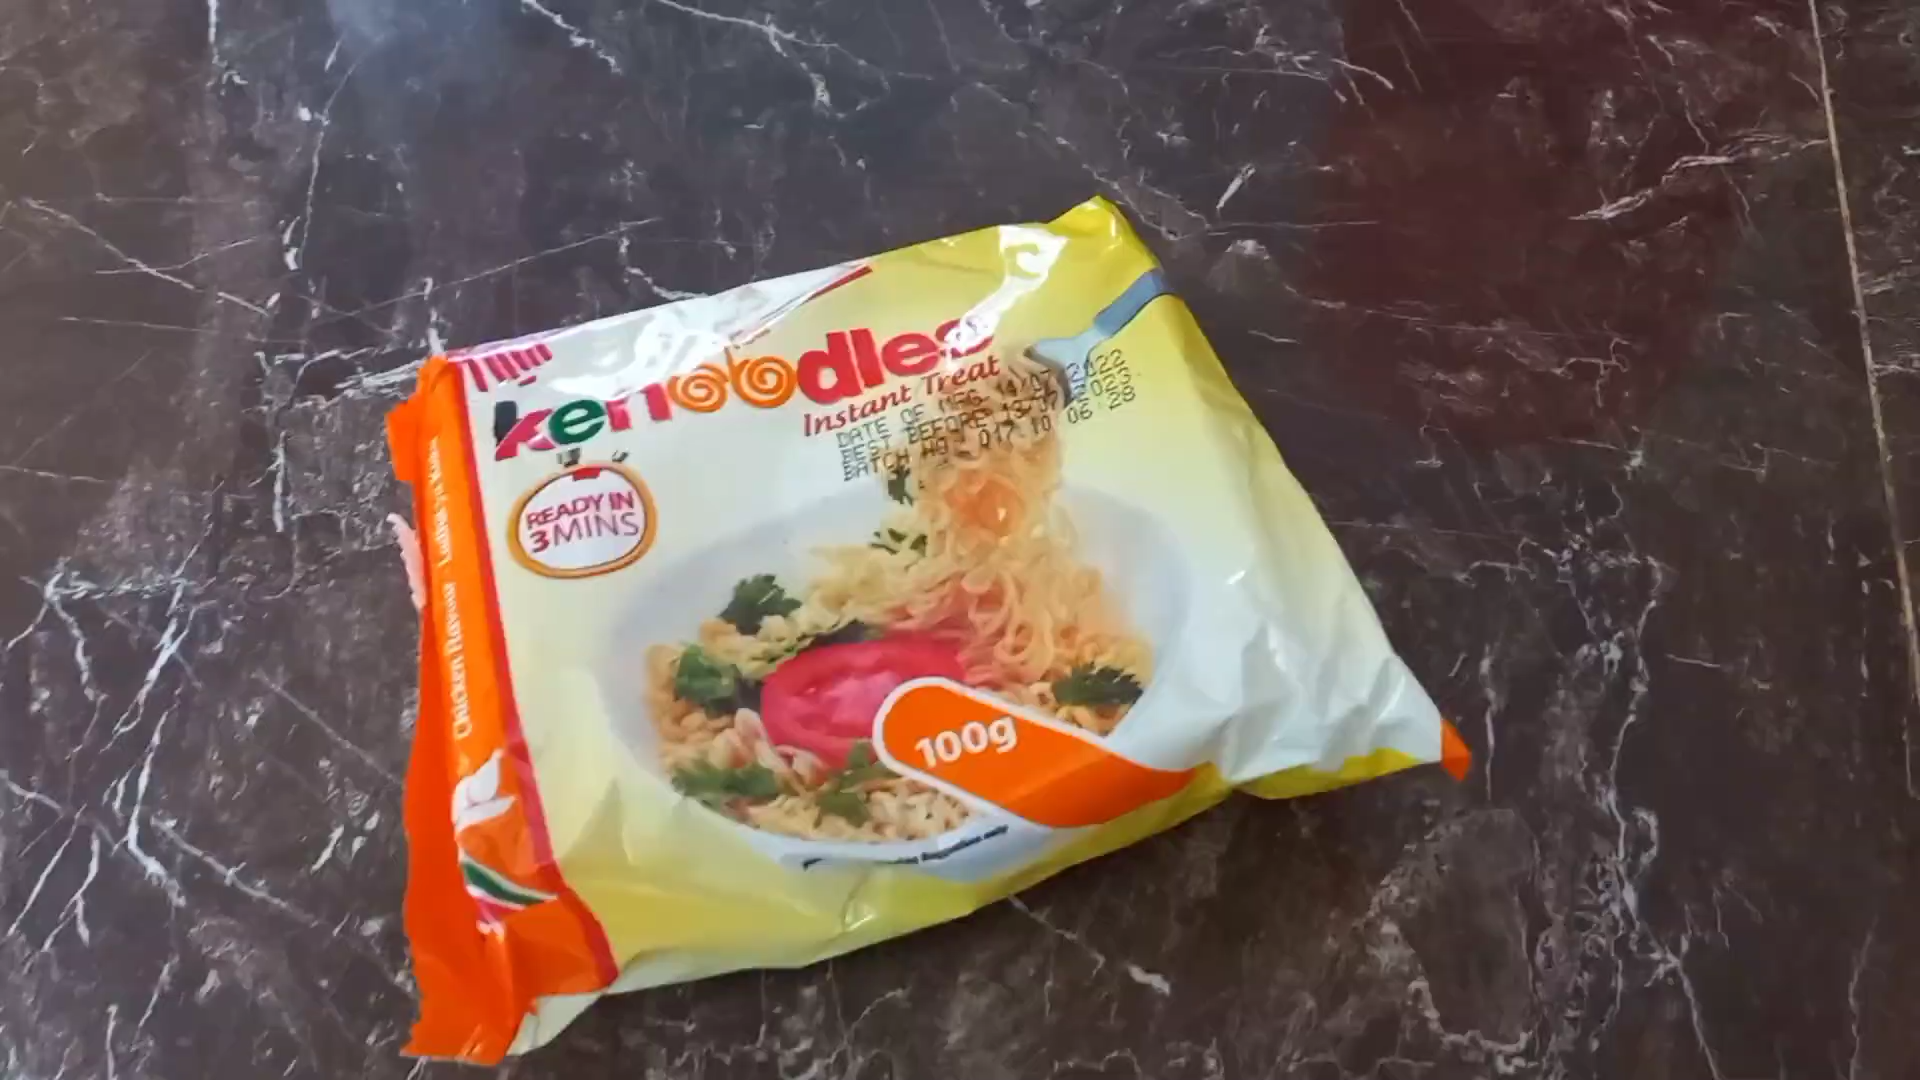 kenoodles
Instant Treat
DATE OF MFG. 14/07/2022
BEST BEFORE 13/07/2023
BATCH NO. 017 10 06:28
READY IN
3 MINS
Chicken Flavour
100g